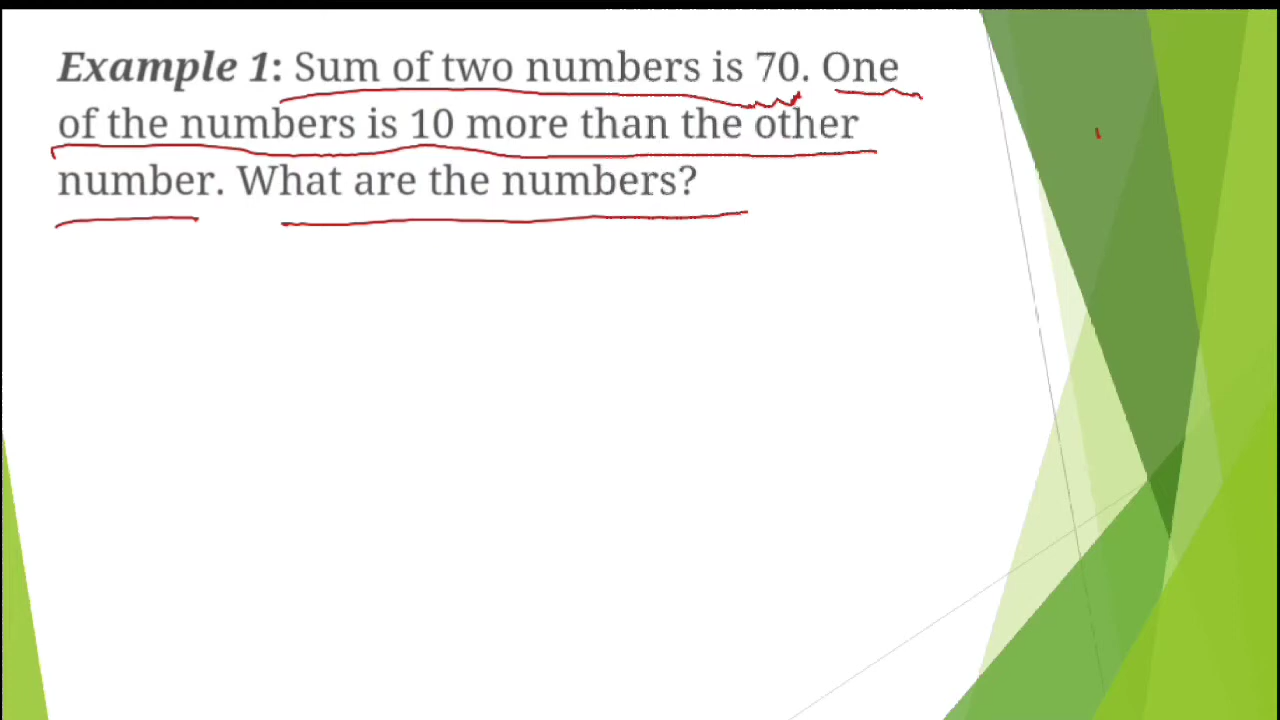 Example 1: Sum of two numbers is 70. One
of the numbers is 10 more than the other
number. What are the numbers?